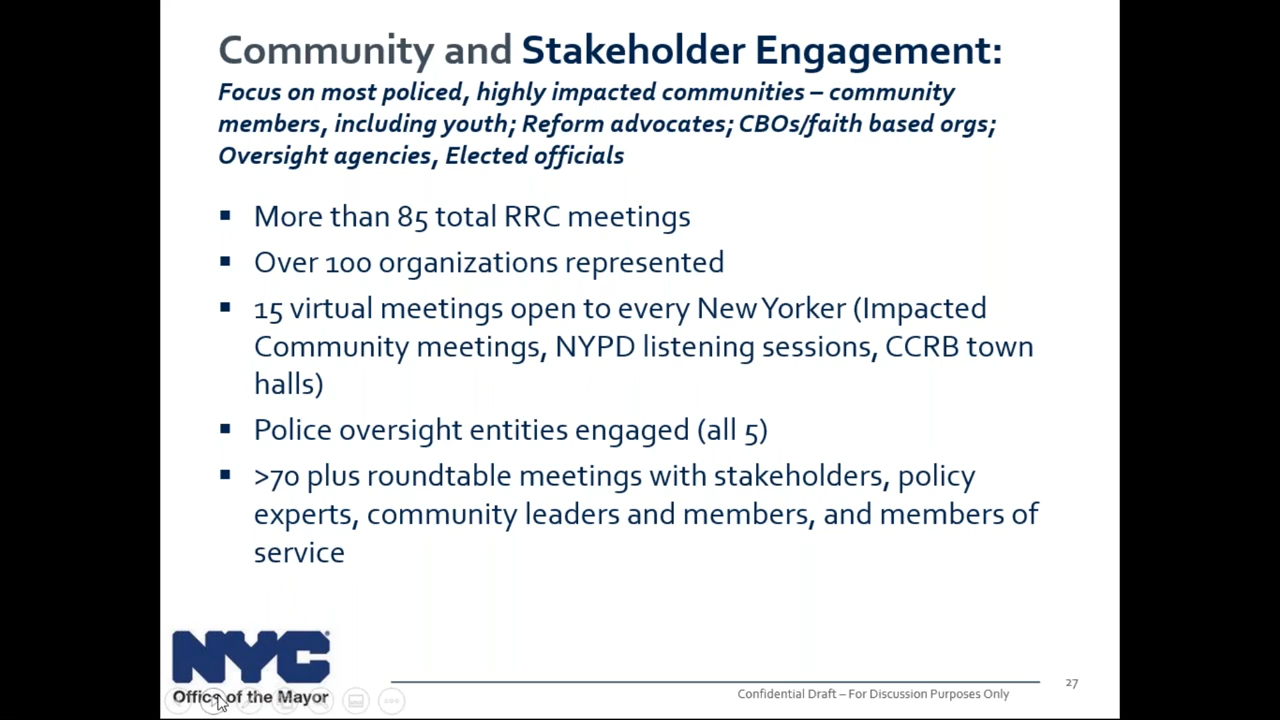 Community and Stakeholder Engagement:
Focus on most policed, highly impacted communities – community
members, including youth; Reform advocates; CBOs/faith based orgs;
Oversight agencies, Elected officials
▪ More than 85 total RRC meetings
▪ Over 100 organizations represented
▪ 15 virtual meetings open to every New Yorker (Impacted
Community meetings, NYPD listening sessions, CCRB town
halls)
▪ Police oversight entities engaged (all 5)
▪ >70 plus roundtable meetings with stakeholders, policy
experts, community leaders and members, and members of
service
NYC
Office of the Mayor
27
Confidential Draft – For Discussion Purposes Only